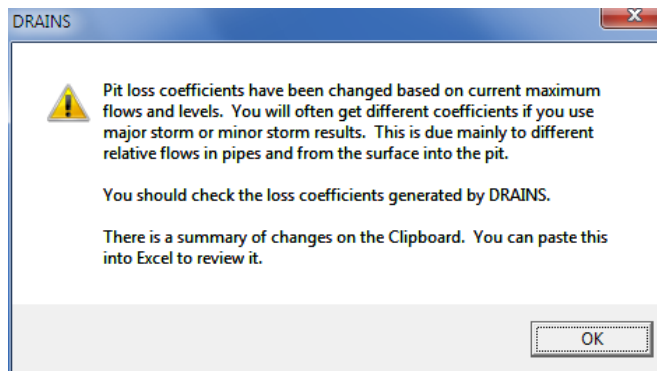 DRAINS
Pit loss coefficients have been changed based on current maximum
flows and levels.  You will often get different coefficients if you use
major storm or minor storm results.  This is due mainly to different
relative flows in pipes and from the surface into the pit.
You should check the loss coefficients generated by DRAINS.
There is a summary of changes on the Clipboard.  You can paste this
into Excel to review it.
OK